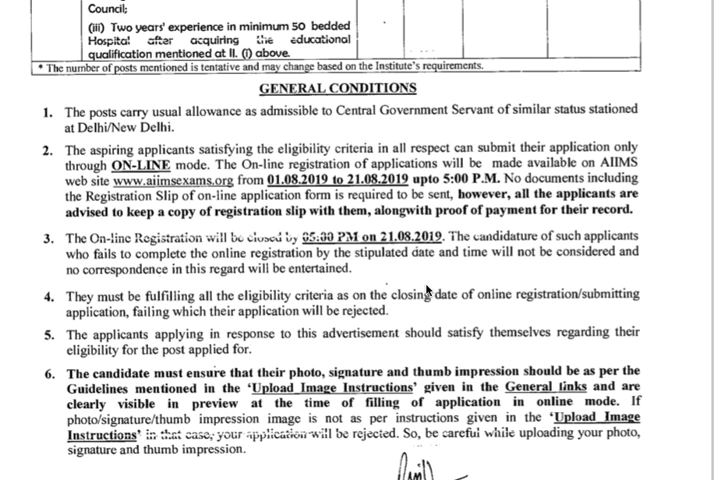 Council;
(iii) Two years' experience in minimum 50 bedded
Hospital after acquiring the educational
qualification mentioned at II. (i) above.
* The number of posts mentioned is tentative and may change based on the Institute's requirements.
GENERAL CONDITIONS
1. The posts carry usual allowance as admissible to Central Government Servant of similar status stationed
at Delhi/New Delhi.
2. The aspiring applicants satisfying the eligibility criteria in all respect can submit their application only
through ON-LINE mode. The On-line registration of applications will be made available on AIIMS
web site www.aiimsexams.org from 01.08.2019 to 21.08.2019 upto 5:00 P.M. No documents including
the Registration Slip of on-line application form is required to be sent, however, all the applicants are
advised to keep a copy of registration slip with them, alongwith proof of payment for their record.
3. The On-line Registration will be closed by 05:00 PM on 21.08.2019. The candidature of such applicants
who fails to complete the online registration by the stipulated date and time will not be considered and
no correspondence in this regard will be entertained.
4. They must be fulfilling all the eligibility criteria as on the closing date of online registration/submitting
application, failing which their application will be rejected.
5. The applicants applying in response to this advertisement should satisfy themselves regarding their
eligibility for the post applied for.
6. The candidate must ensure that their photo, signature and thumb impression should be as per the
Guidelines mentioned in the 'Upload Image Instructions' given in the General links and are
clearly visible in preview at the time of filling of application in online mode. If
photo/signature/thumb impression image is not as per instructions given in the 'Upload Image
Instructions' in that case, your application will be rejected. So, be careful while uploading your photo,
signature and thumb impression.